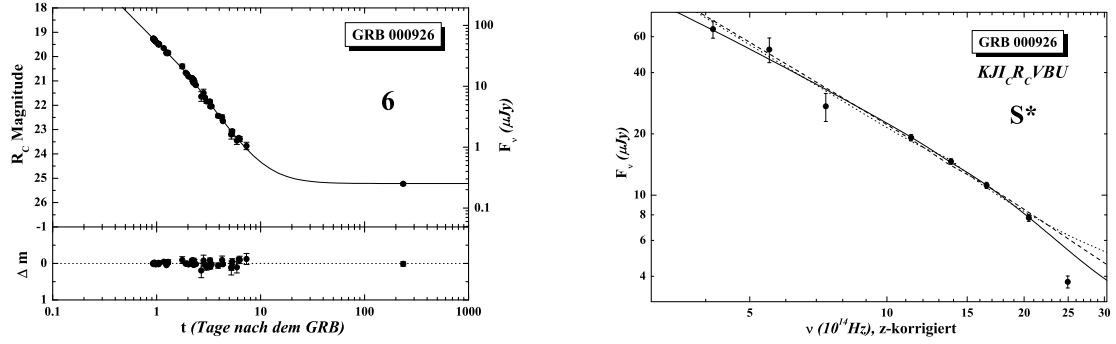 18
19
20
21
22
23
24
25
26
-1
0
1
R_C Magnitude
Δ m
GRB 000926
6
100
10
1
0.1
F_ν (μJy)
0.1 1 10 100 1000
t (Tage nach dem GRB)
60
40
20
10
8
6
4
F_ν (μJy)
GRB 000926
KJI_CR_CVBU
S*
5 10 15 20 25 30
ν (10^14Hz), z-korrigiert